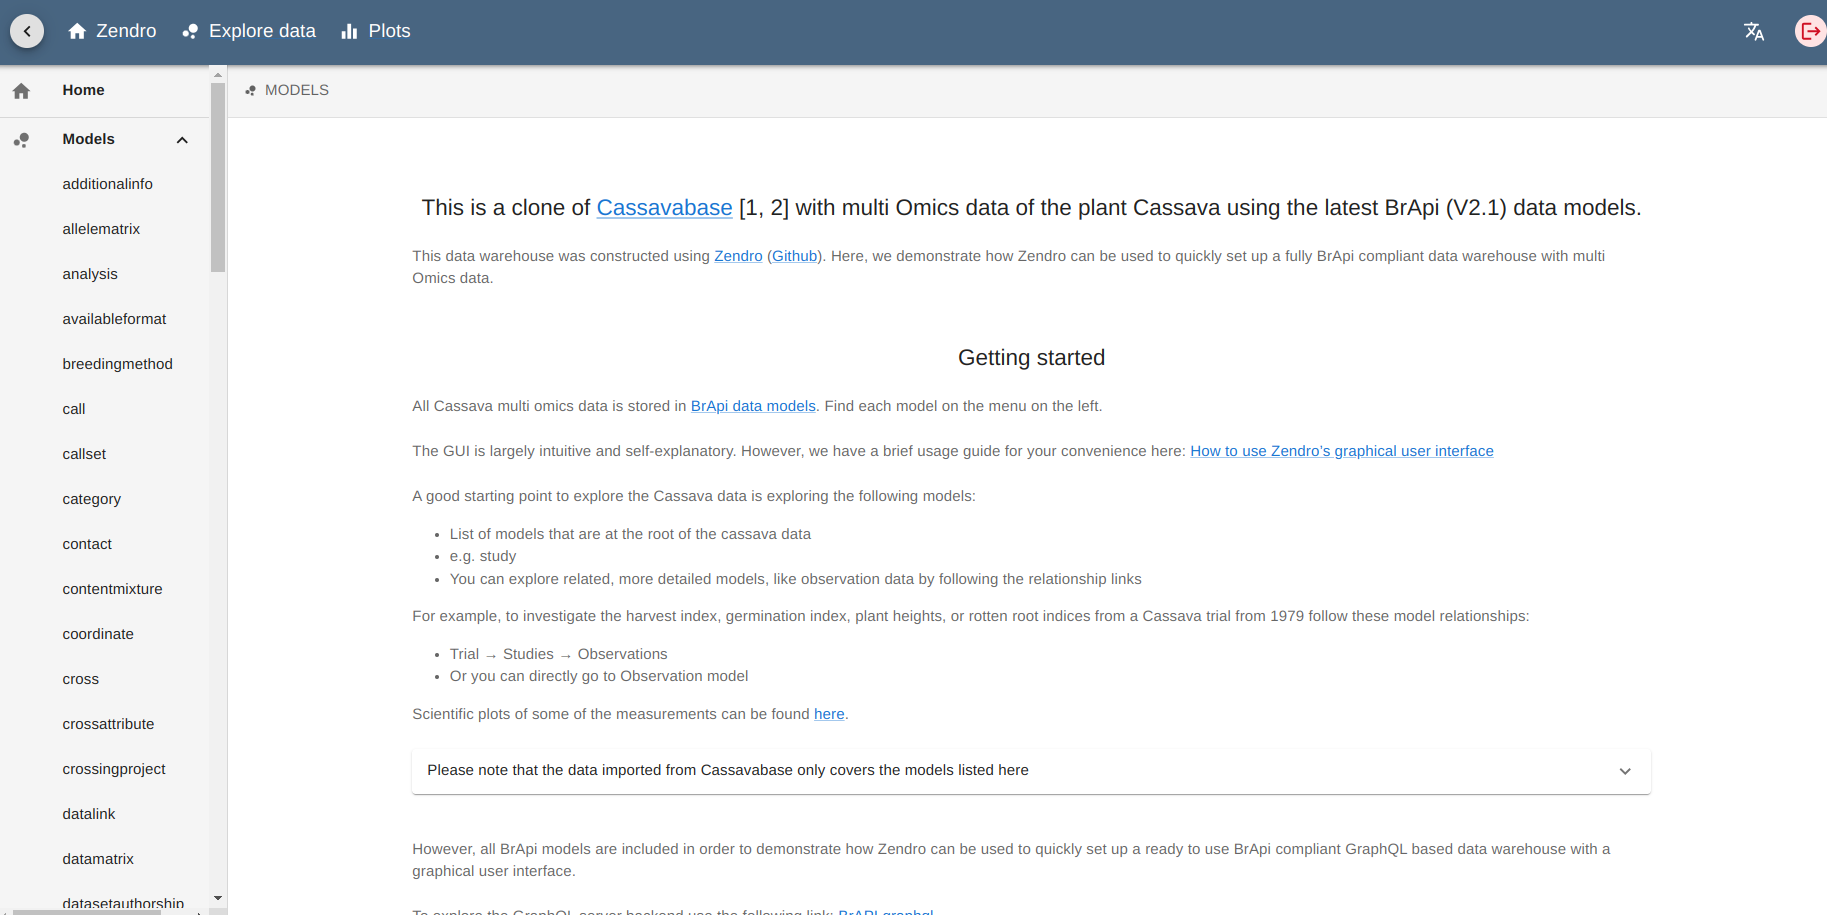 Zendro Explore data Plots
Home
Models
additionalinfo
allelematrix
analysis
availableformat
breedingmethod
call
callset
category
contact
contentmixture
coordinate
cross
crossattribute
crossingproject
datalink
datamatrix
datasetauthorship
MODELS
This is a clone of Cassavabase [1, 2] with multi Omics data of the plant Cassava using the latest BrApi (V2.1) data models.
This data warehouse was constructed using Zendro (Github). Here, we demonstrate how Zendro can be used to quickly set up a fully BrApi compliant data warehouse with multi
Omics data.
Getting started
All Cassava multi omics data is stored in BrApi data models. Find each model on the menu on the left.
The GUI is largely intuitive and self-explanatory. However, we have a brief usage guide for your convenience here: How to use Zendro's graphical user interface
A good starting point to explore the Cassava data is exploring the following models:
• List of models that are at the root of the cassava data
• e.g. study
• You can explore related, more detailed models, like observation data by following the relationship links
For example, to investigate the harvest index, germination index, plant heights, or rotten root indices from a Cassava trial from 1979 follow these model relationships:
• Trial → Studies → Observations
• Or you can directly go to Observation model
Scientific plots of some of the measurements can be found here.
Please note that the data imported from Cassavabase only covers the models listed here
However, all BrApi models are included in order to demonstrate how Zendro can be used to quickly set up a ready to use BrApi compliant GraphQL based data warehouse with a
graphical user interface.
To explore the GraphQL server backend use the following link: BrAPI graphql